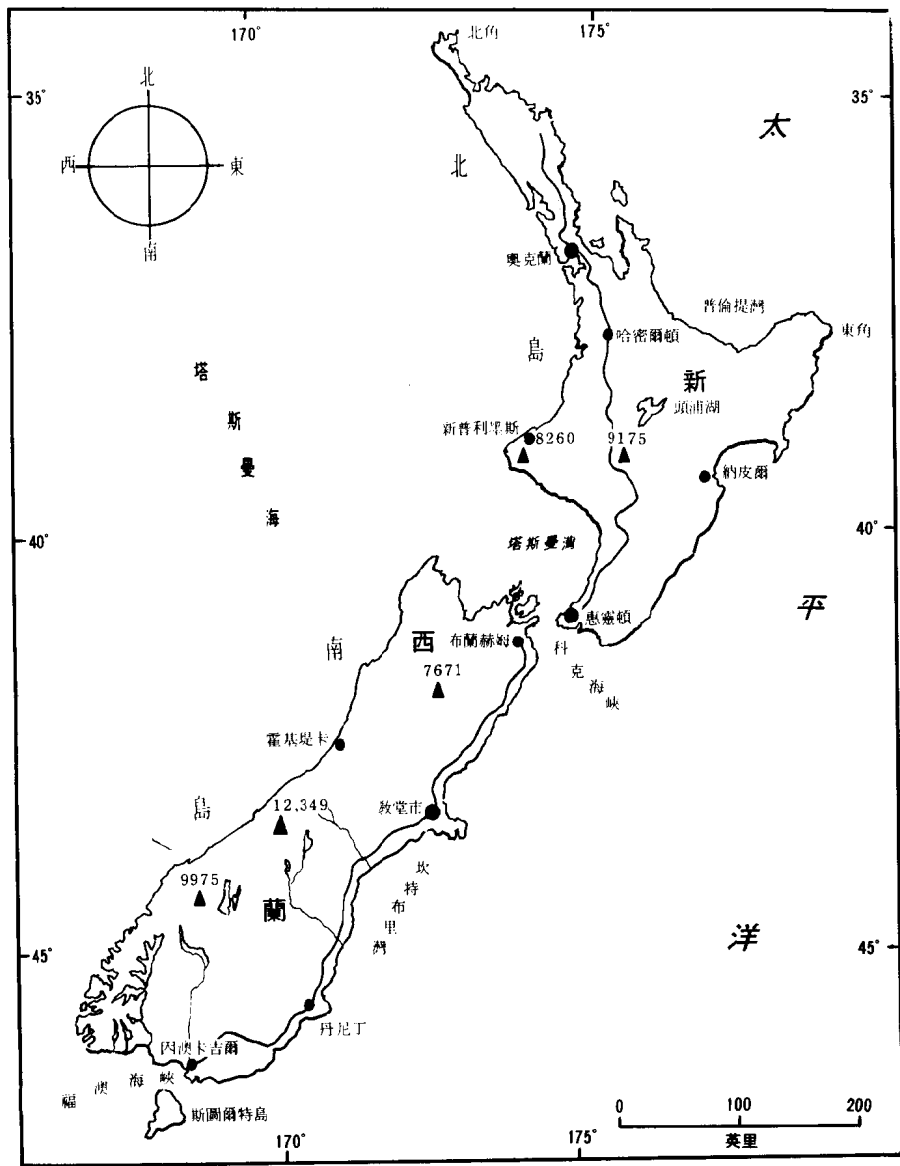 170°
175°
北角
35°
35°
北
西
東
南
太
北
奧克蘭
普倫提灣
東角
哈密爾頓
島
新
頭浦湖
塔斯曼海
新普利墨斯
8260
9175
納皮爾
40°
40°
塔斯曼灣
平
惠靈頓
西
南
布蘭赫姆
科克海峽
7671
霍基堤卡
島
12,349
教堂市
坎特布里灣
9975
蘭
洋
45°
45°
丹尼丁
因澳卡吉爾
福澳海峽
斯圖爾特島
0
100
200
英里
170°
175°